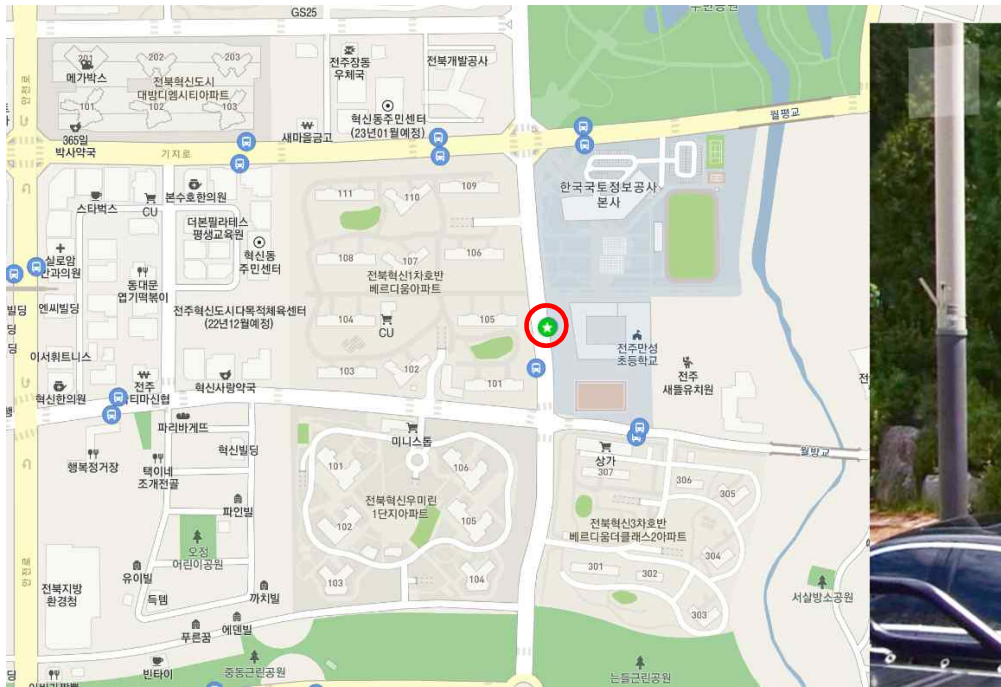 GS25
201
202
203
메가박스
전북혁신도시
대방디엠시티아파트
101
102
103
전주장동
우체국
전북개발공사
혁신동주민센터
(23년01월예정)
새마을금고
365일
박사약국
기지로
안전로
월평교
한국국토정보공사
본사
스타벅스
CU
본수호한의원
더본필라테스
평생교육원
혁신동
주민센터
실로암
안과의원
동대문
엽기떡볶이
엔씨빌딩
빌딩
전주혁신도시다목적체육센터
(22년12월예정)
이서휘트니스
혁신한의원
전주
혁신사랑약국
111
110
109
108
107
106
전북혁신1차호반
베르디움아파트
104
CU
105
103
102
101
전주만성
초등학교
전주
새뜰유치원
파리바게뜨
혁신빌딩
행복정거장
택이네
조개전골
미니스톱
101
106
전북혁신우미린
1단지아파트
102
105
103
104
상가
307
306
305
전북혁신3차호반
베르디움더클래스2아파트
304
301
302
303
월방교
파인빌
오정
어린이공원
유이빌
득템
까치빌
전북지방
환경청
안전로
푸른꿈
에덴빌
빈타이
중동근린공원
서살방소공원
는들근린공원